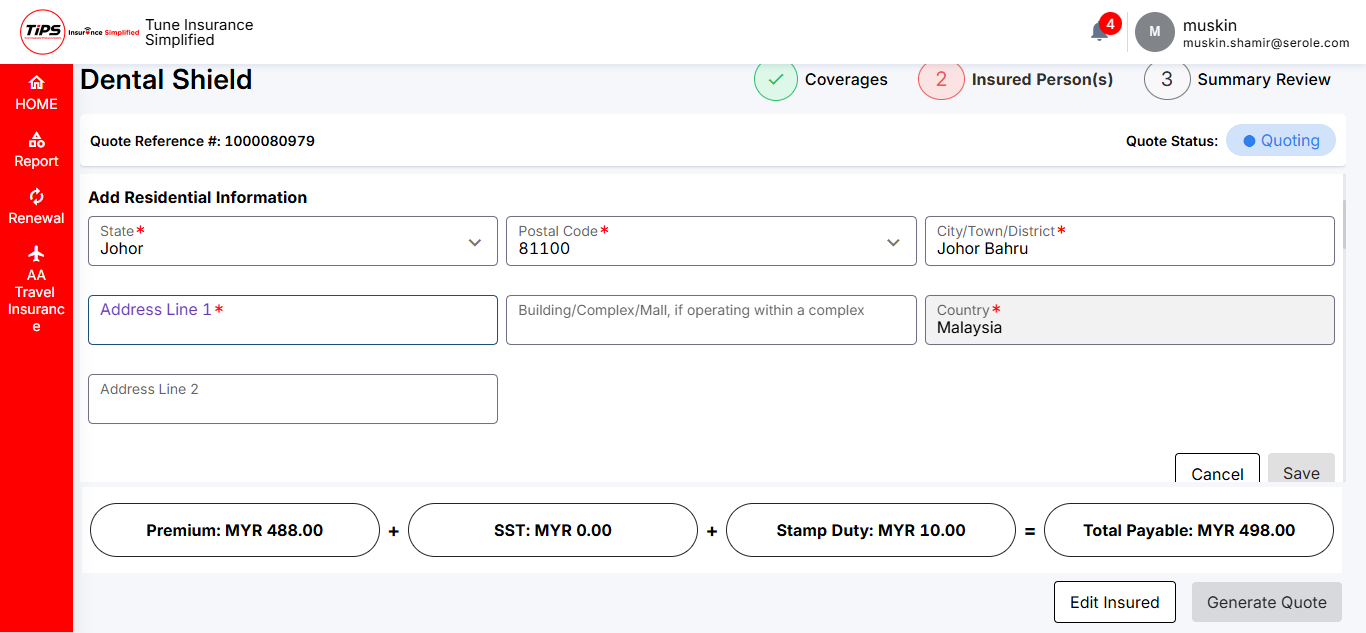 TiPS Insurance Simplified
Tune Insurance
Simplified
4
M
muskin
muskin.shamir@serole.com
HOME
Report
Renewal
AA
Travel
Insuranc
e
Dental Shield
Coverages
2
Insured Person(s)
3
Summary Review
Quote Reference #: 1000080979
Quote Status:
Quoting
Add Residential Information
State*
Johor
Postal Code*
81100
City/Town/District*
Johor Bahru
Address Line 1*
Building/Complex/Mall, if operating within a complex
Country*
Malaysia
Address Line 2
Cancel
Save
Premium: MYR 488.00
+
SST: MYR 0.00
+
Stamp Duty: MYR 10.00
=
Total Payable: MYR 498.00
Edit Insured
Generate Quote